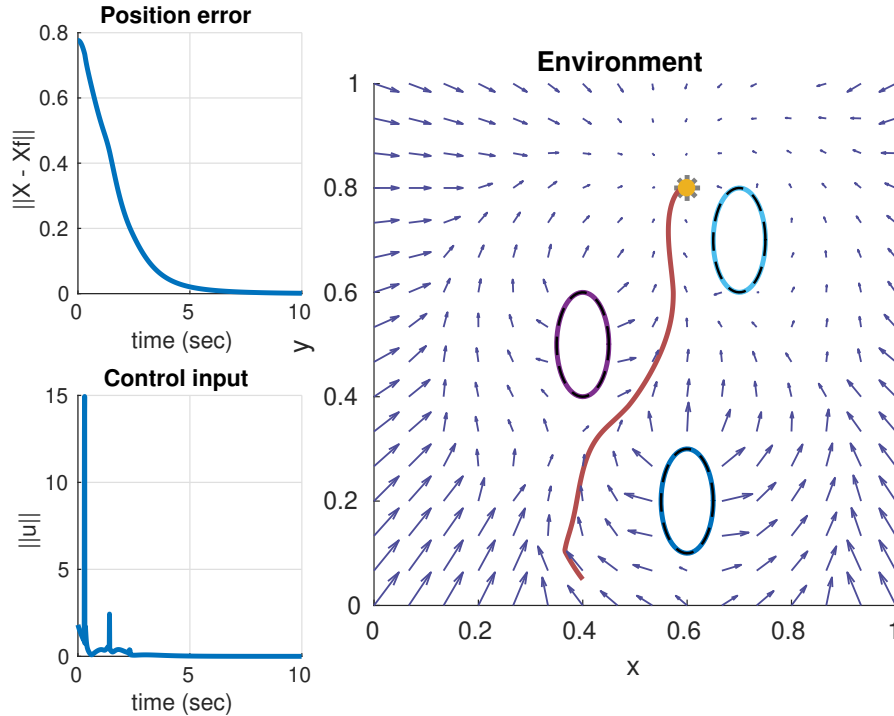 Position error
0.8
0.6
0.4
0.2
0
0 5 10
||X - Xf||
time (sec)
Control input
15
10
5
0
0 5 10
||u||
time (sec)
Environment
1
0.8
0.6
0.4
0.2
0
0 0.2 0.4 0.6 0.8 1
y
x